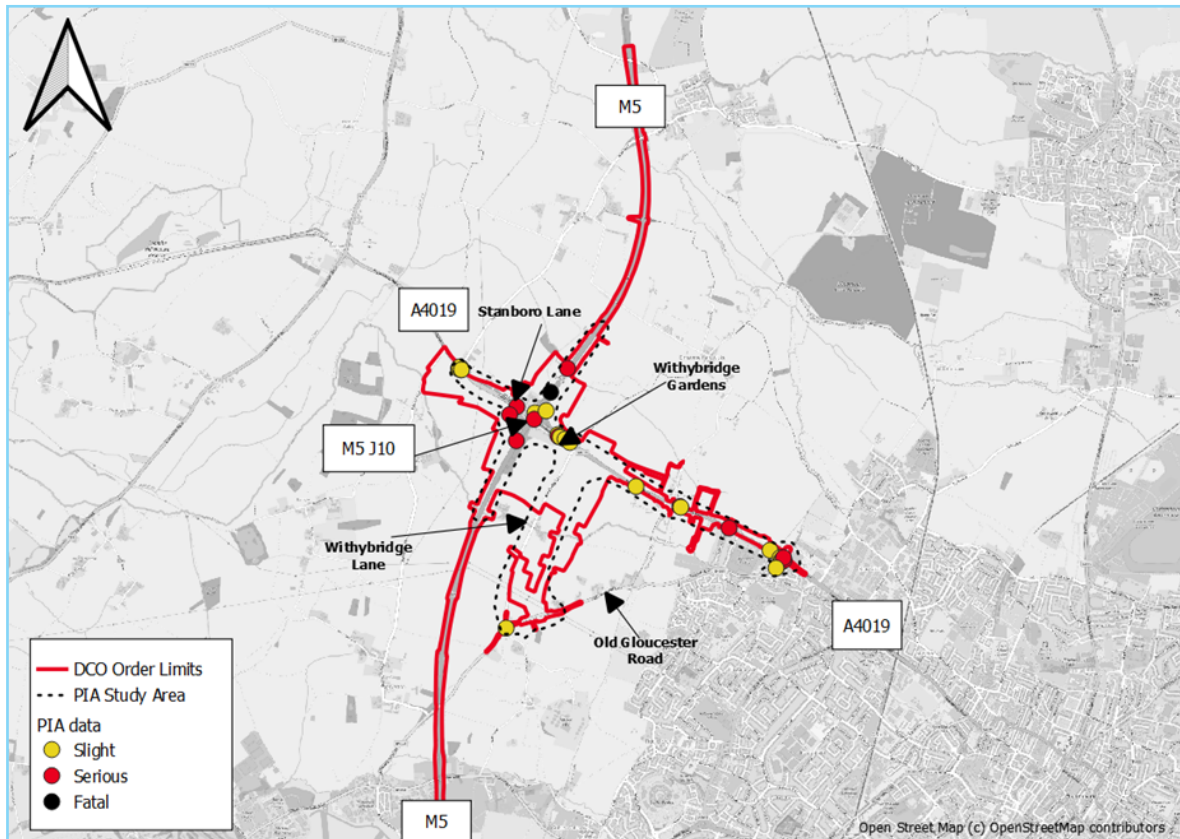 M5
A4019
Stanboro Lane
Withybridge
Gardens
M5 J10
Withybridge
Lane
Old Gloucester
Road
A4019
DCO Order Limits
PIA Study Area
PIA data
Slight
Serious
Fatal
M5
Open Street Map (c) OpenStreetMap contributors